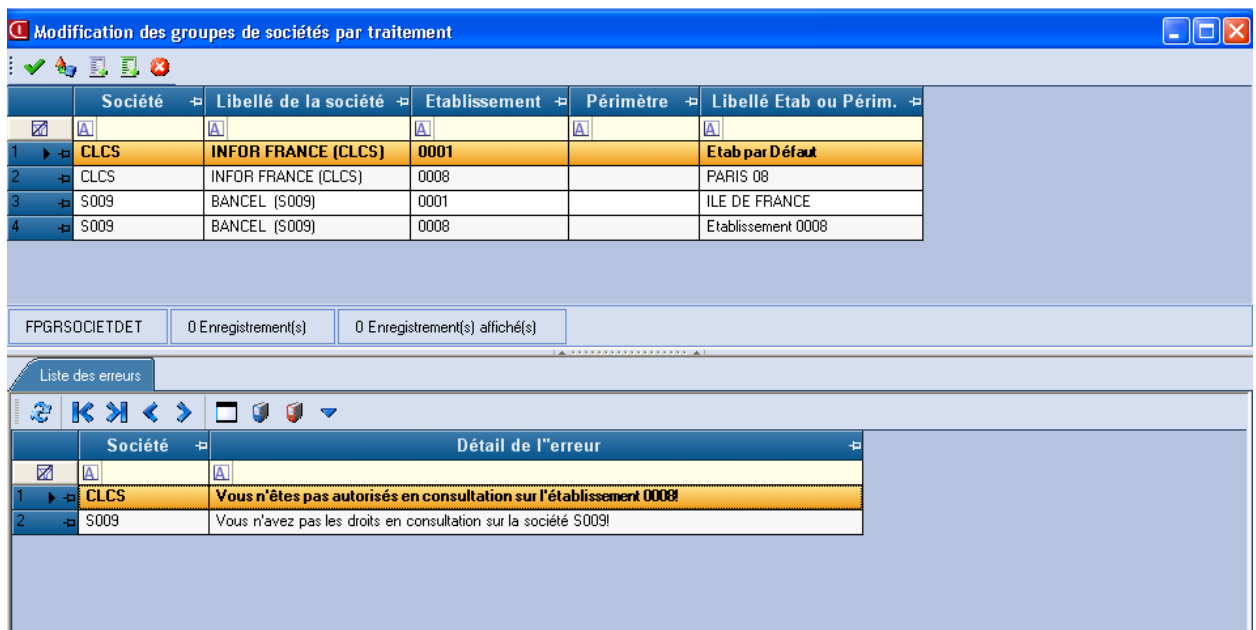 Modification des groupes de sociétés par traitement
Société Libellé de la société Etablissement Périmètre Libellé Etab ou Périm.
A A A A A
1 CLCS INFOR FRANCE (CLCS) 0001 Etab par Défaut
2 CLCS INFOR FRANCE (CLCS) 0008 PARIS 08
3 S009 BANCEL (S009) 0001 ILE DE FRANCE
4 S009 BANCEL (S009) 0008 Etablissement 0008
FPGRSOCIETDET 0 Enregistrement(s) 0 Enregistrement(s) affiché(s)
Liste des erreurs
Société Détail de l"erreur
A A
1 CLCS Vous n'êtes pas autorisés en consultation sur l'établissement 0008!
2 S009 Vous n'avez pas les droits en consultation sur la société S009!